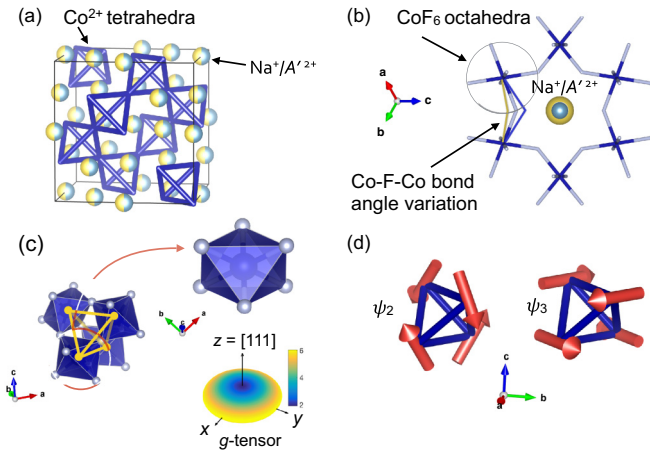 (a)
Co²⁺ tetrahedra
Na⁺/A′ ²⁺
(b)
CoF₆ octahedra
Na⁺/A′ ²⁺
a
c
b
Co-F-Co bond
angle variation
(c)
b
c
a
z = [111]
6
4
2
x
y
g-tensor
c
b
a
(d)
ψ₂
ψ₃
c
b
a